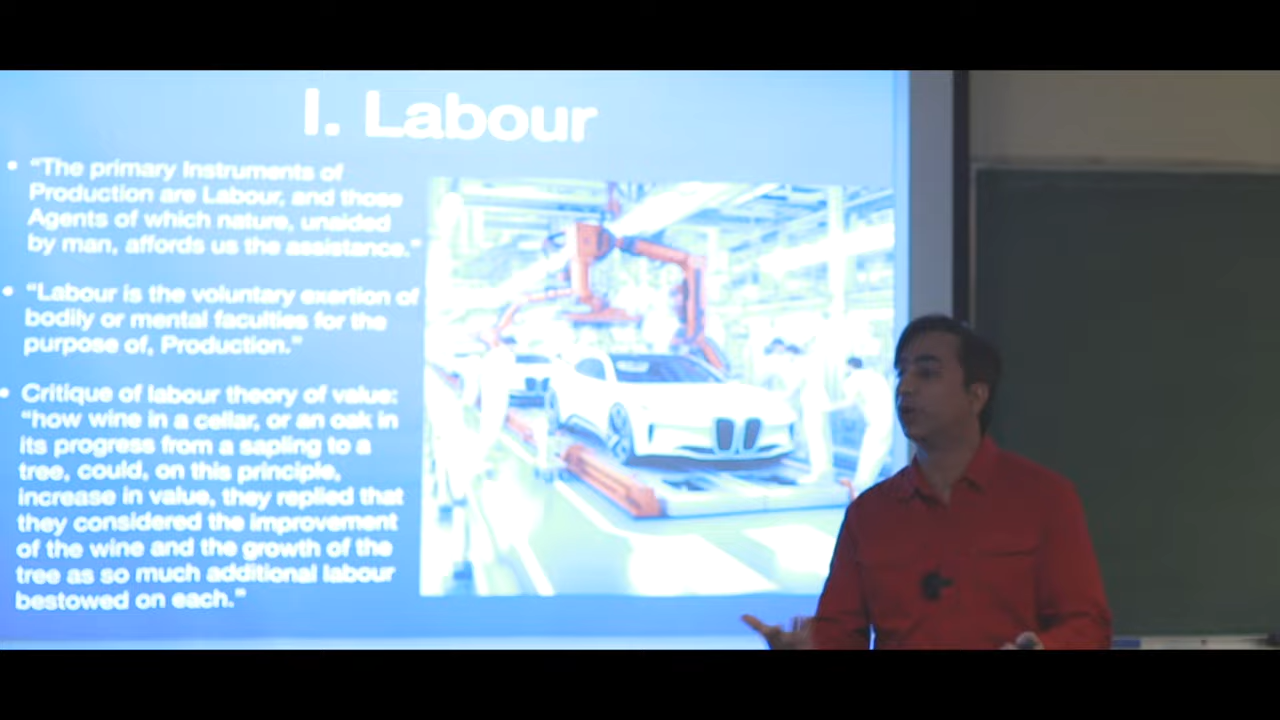 I. Labour
• “The primary Instruments of
Production are Labour, and those
Agents of which nature, unaided
by man, affords us the assistance.”
• “Labour is the voluntary exertion of
bodily or mental faculties for the
purpose of, Production.”
• Critique of labour theory of value:
“how wine in a cellar, or an oak in
its progress from a sapling to a
tree, could, on this principle,
increase in value, they replied that
they considered the improvement
of the wine and the growth of the
tree as so much additional labour
bestowed on each.”